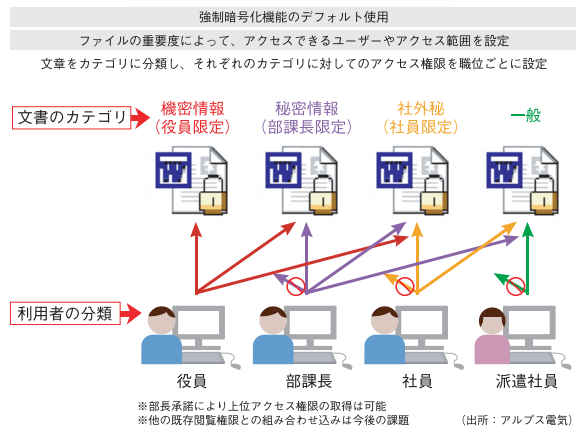 強制暗号化機能のデフォルト使用
ファイルの重要度によって、アクセスできるユーザーやアクセス範囲を設定
文章をカテゴリに分類し、それぞれのカテゴリに対してのアクセス権限を職位ごとに設定
文書のカテゴリ
機密情報
(役員限定)
秘密情報
(部課長限定)
社外秘
(社員限定)
一般
W
W
W
W
利用者の分類
役員
部課長
社員
派遣社員
※部長承諾により上位アクセス権限の取得は可能
※他の既存閲覧権限との組み合わせ込みは今後の課題
(出所：アルプス電気)